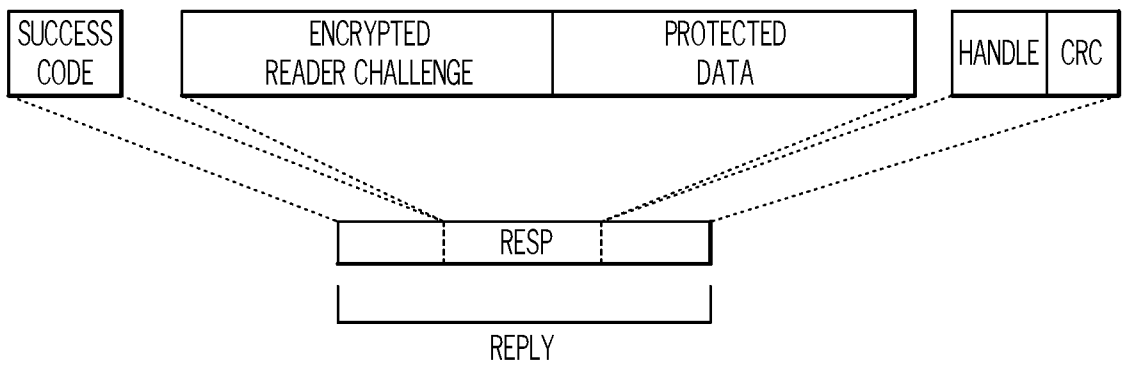 SUCCESS
CODE
ENCRYPTED
READER CHALLENGE
PROTECTED
DATA
HANDLE
CRC
RESP
REPLY